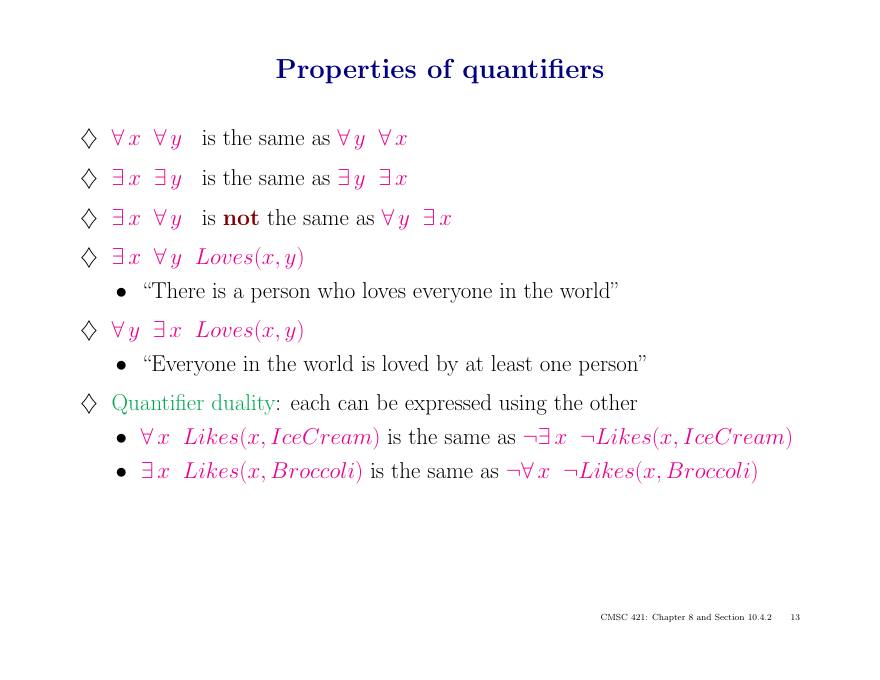 Properties of quantifiers
♢ ∀ x ∀ y is the same as ∀ y ∀ x
♢ ∃ x ∃ y is the same as ∃ y ∃ x
♢ ∃ x ∀ y is not the same as ∀ y ∃ x
♢ ∃ x ∀ y Loves(x, y)
• “There is a person who loves everyone in the world”
♢ ∀ y ∃ x Loves(x, y)
• “Everyone in the world is loved by at least one person”
♢ Quantifier duality: each can be expressed using the other
• ∀ x Likes(x, IceCream) is the same as ¬∃ x ¬Likes(x, IceCream)
• ∃ x Likes(x, Broccoli) is the same as ¬∀ x ¬Likes(x, Broccoli)
CMSC 421: Chapter 8 and Section 10.4.2 13